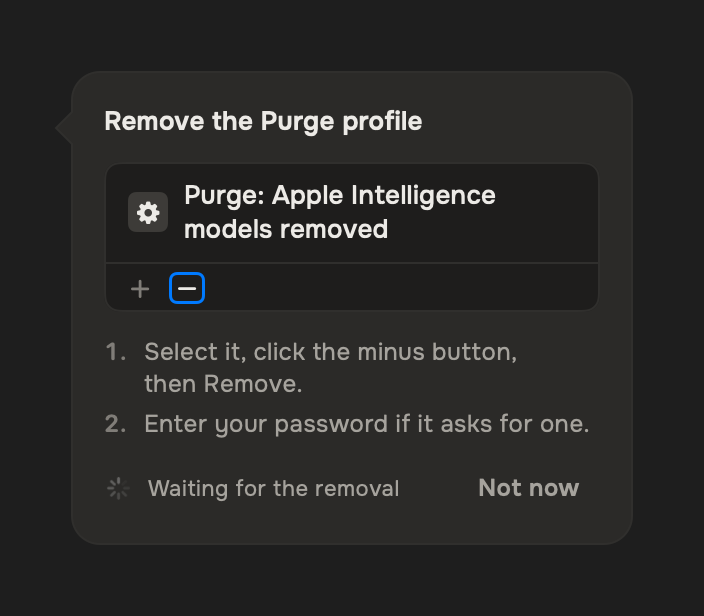 Remove the Purge profile
Purge: Apple Intelligence
models removed
1. Select it, click the minus button,
then Remove.
2. Enter your password if it asks for one.
Waiting for the removal
Not now